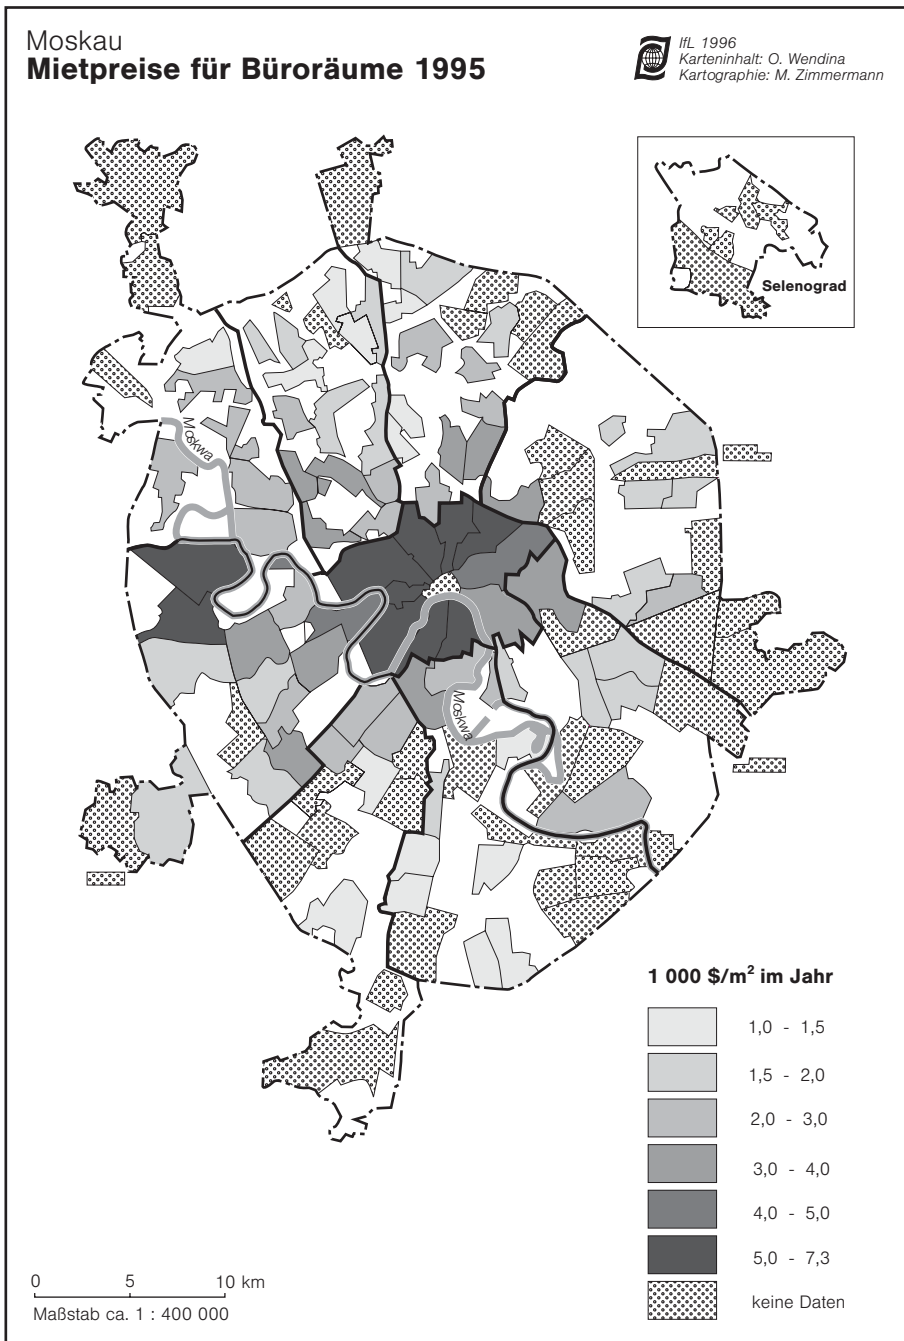 Moskau
Mietpreise für Büroräume 1995
IfL 1996
Karteninhalt: O. Wendina
Kartographie: M. Zimmermann
Selenograd
Moskwa
Moskwa
1 000 $/m² im Jahr
1,0 - 1,5
1,5 - 2,0
2,0 - 3,0
3,0 - 4,0
4,0 - 5,0
5,0 - 7,3
keine Daten
0 5 10 km
Maßstab ca. 1 : 400 000